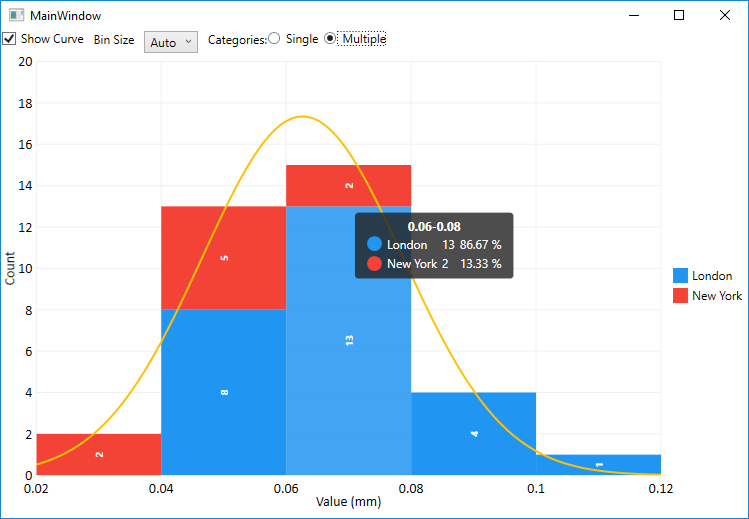 MainWindow
Show Curve Bin Size Auto Categories: Single Multiple
Count
20
18
16
14
12
10
8
6
4
2
0
2
5
8
2
13
4
1
0.06-0.08
London 13 86.67 %
New York 2 13.33 %
London
New York
0.02 0.04 0.06 0.08 0.1 0.12
Value (mm)